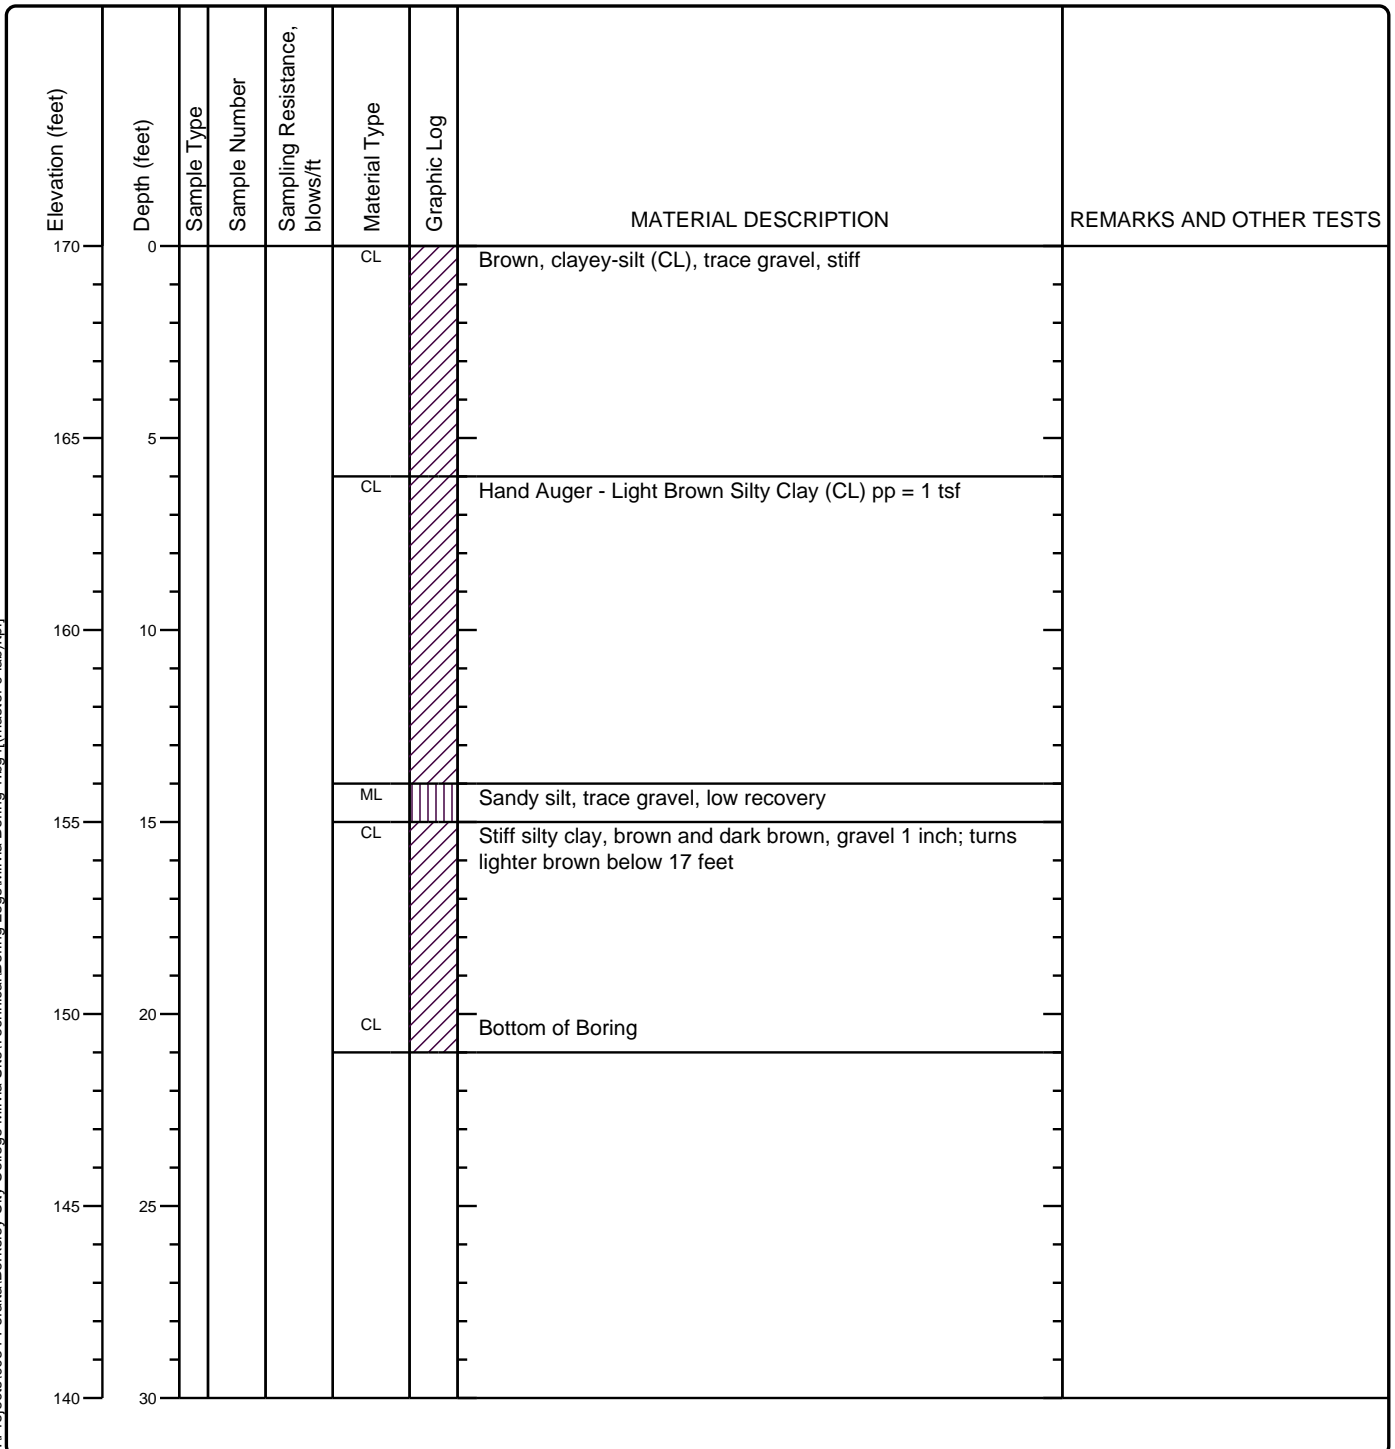 Elevation (feet)
Depth (feet)
Sample Type
Sample Number
Sampling Resistance,
blows/ft
Material Type
Graphic Log
MATERIAL DESCRIPTION
REMARKS AND OTHER TESTS
170 0 CL Brown, clayey-silt (CL), trace gravel, stiff
165 5
CL Hand Auger - Light Brown Silty Clay (CL) pp = 1 tsf
160 10
ML Sandy silt, trace gravel, low recovery
155 15
CL Stiff silty clay, brown and dark brown, gravel 1 inch; turns
lighter brown below 17 feet
150 20
CL Bottom of Boring
145 25
140 30